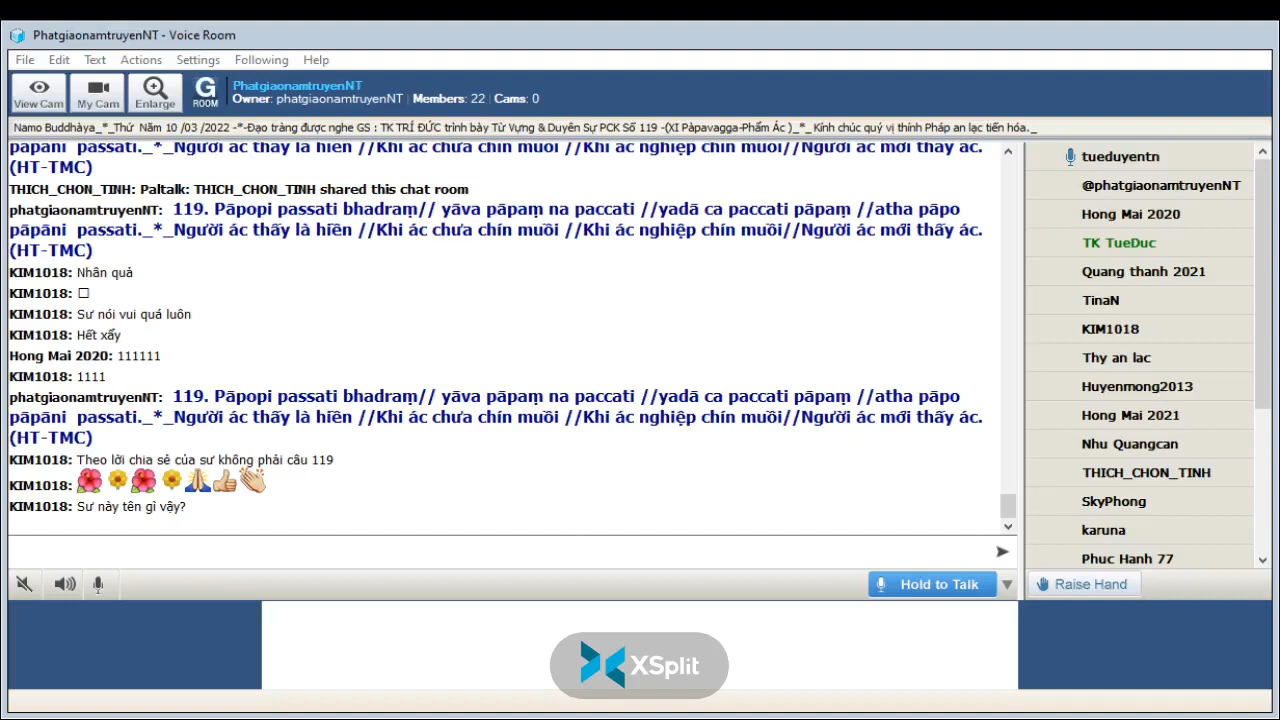 PhatgiaonamtruyenNT - Voice Room
File Edit Text Actions Settings Following Help
View Cam
My Cam
Enlarge
G
ROOM
PhatgiaonamtruyenNT
Owner: phatgiaonamtruyenNT | Members: 22 | Cams: 0
Namo Buddhàya_*_Thứ Năm 10 /03 /2022 -*-Đạo tràng được nghe GS : TK TRÍ ĐỨC trình bày Từ Vựng & Duyên Sự PCK Số 119 -(XI Pàpavagga-Phẩm Ác )_*_ Kính chúc quý vị thính Pháp an lạc tiến hóa._
pāpāni passati._*_Người ác thấy là hiền //Khi ác chưa chín muồi //Khi ác nghiệp chín muồi//Người ác mới thấy ác.
(HT-TMC)
THICH_CHON_TINH: Paltalk: THICH_CHON_TINH shared this chat room
phatgiaonamtruyenNT: 119. Pāpopi passati bhadraṃ// yāva pāpaṃ na paccati //yadā ca paccati pāpaṃ //atha pāpo
pāpāni passati._*_Người ác thấy là hiền //Khi ác chưa chín muồi //Khi ác nghiệp chín muồi//Người ác mới thấy ác.
(HT-TMC)
KIM1018: Nhân quả
KIM1018: □
KIM1018: Sư nói vui quá luôn
KIM1018: Hết xẩy
Hong Mai 2020: 111111
KIM1018: 1111
phatgiaonamtruyenNT: 119. Pāpopi passati bhadraṃ// yāva pāpaṃ na paccati //yadā ca paccati pāpaṃ //atha pāpo
pāpāni passati._*_Người ác thấy là hiền //Khi ác chưa chín muồi //Khi ác nghiệp chín muồi//Người ác mới thấy ác.
(HT-TMC)
KIM1018: Theo lời chia sẻ của sư không phải câu 119
KIM1018: 🌺🌼🌺🌼🙏👍👏
KIM1018: Sư này tên gì vậy?
tueduyentn
@phatgiaonamtruyenNT
Hong Mai 2020
TK TueDuc
Quang thanh 2021
TinaN
KIM1018
Thy an lac
Huyenmong2013
Hong Mai 2021
Nhu Quangcan
THICH_CHON_TINH
SkyPhong
karuna
Phuc Hanh 77
Hold to Talk
Raise Hand
XSplit